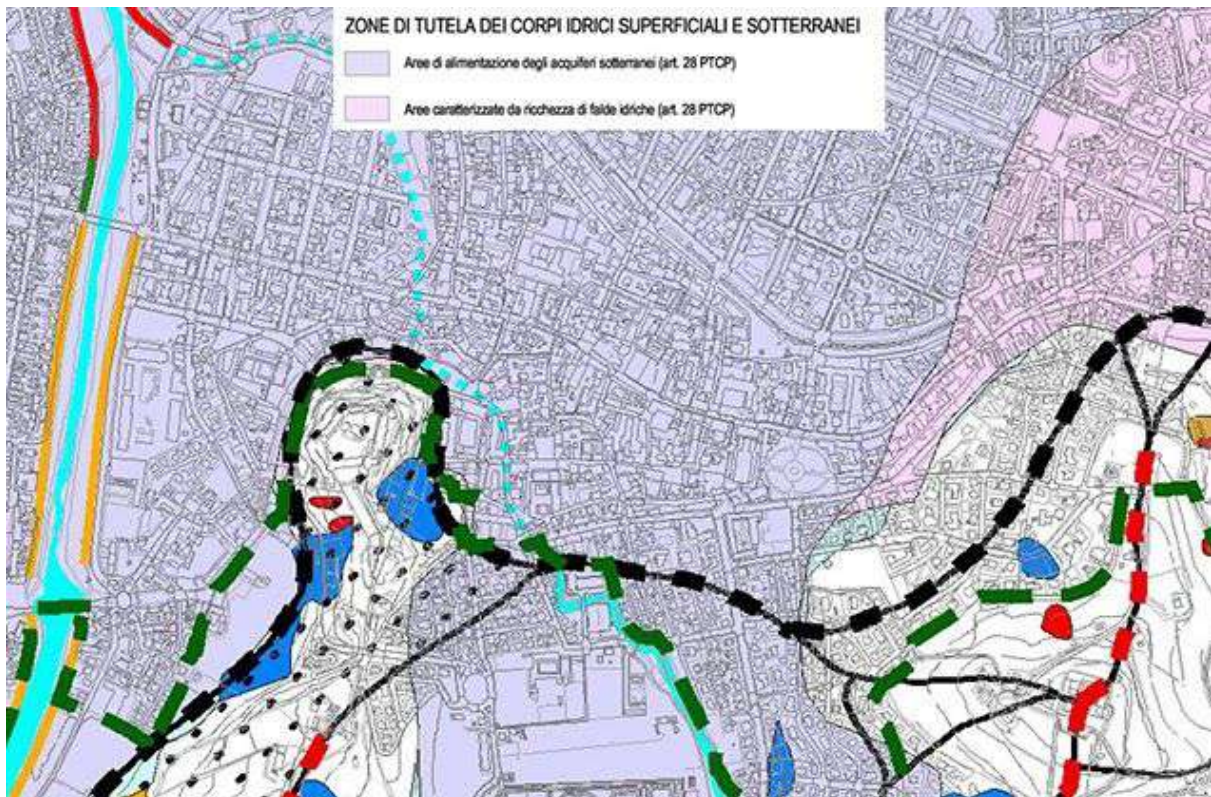 ZONE DI TUTELA DEI CORPI IDRICI SUPERFICIALI E SOTTERRANEI
Aree di alimentazione degli acquiferi sotterranei (art. 28 PTCP)
Aree caratterizzate da ricchezza di falde idriche (art. 28 PTCP)